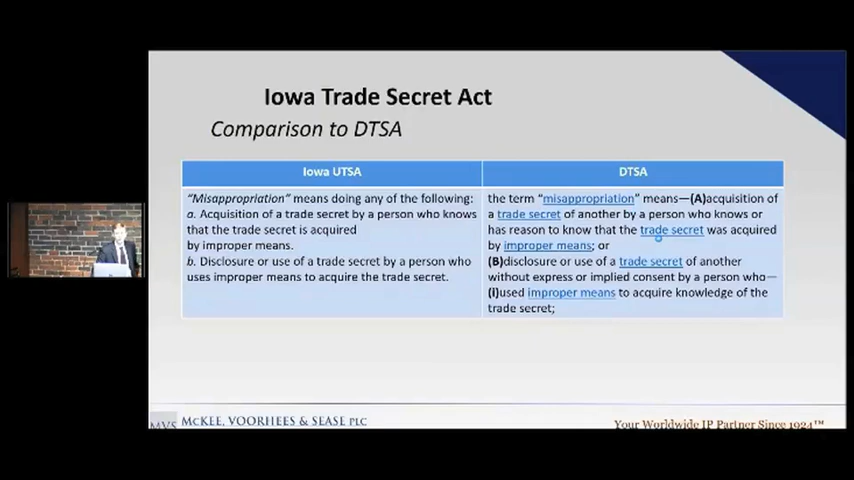 Iowa Trade Secret Act
Comparison to DTSA
Iowa UTSA
"Misappropriation" means doing any of the following:
a. Acquisition of a trade secret by a person who knows
that the trade secret is acquired
by improper means.
b. Disclosure or use of a trade secret by a person who
uses improper means to acquire the trade secret.
DTSA
the term "misappropriation" means—(A)acquisition of
a trade secret of another by a person who knows or
has reason to know that the trade secret was acquired
by improper means; or
(B)disclosure or use of a trade secret of another
without express or implied consent by a person who—
(i)used improper means to acquire knowledge of the
trade secret;
MVS McKEE, VOORHEES & SEASE PLC
Your Worldwide IP Partner Since 1924™